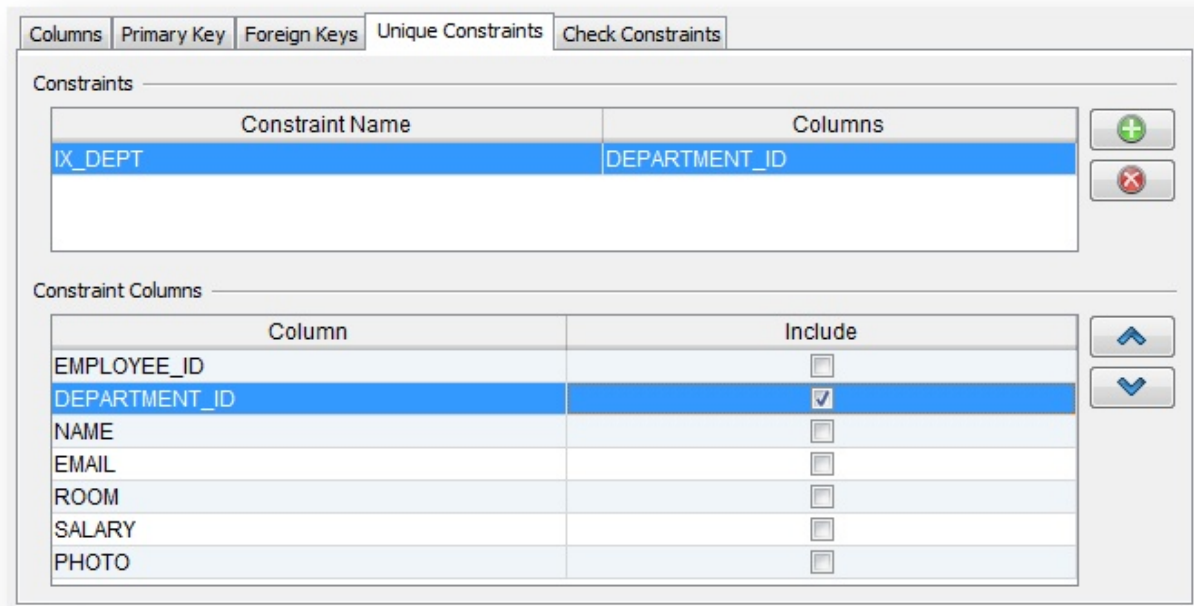 Columns Primary Key Foreign Keys Unique Constraints Check Constraints
Constraints
Constraint Name Columns
IX_DEPT DEPARTMENT_ID
Constraint Columns
Column Include
EMPLOYEE_ID
DEPARTMENT_ID
NAME
EMAIL
ROOM
SALARY
PHOTO